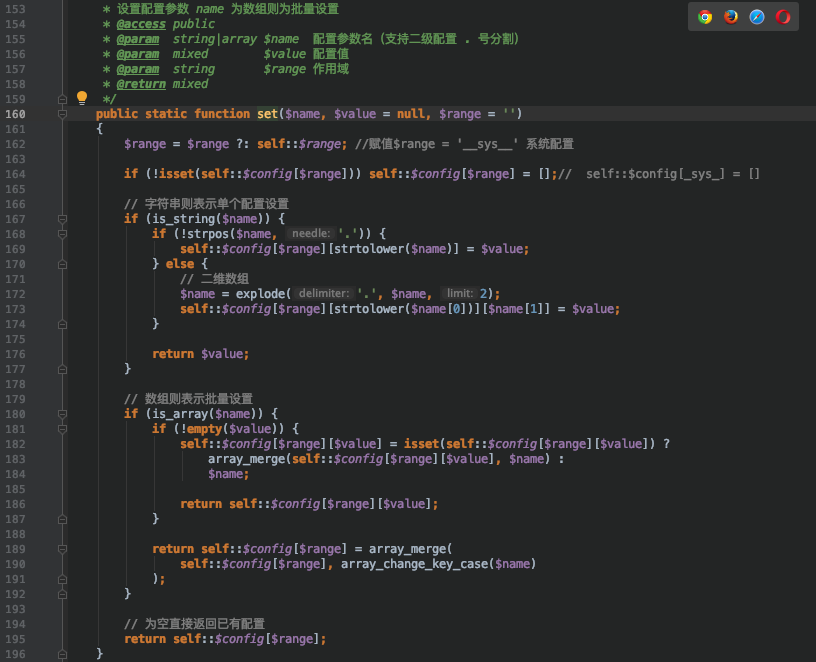 153 * 设置配置参数 name 为数组则为批量设置
154 * @access public
155 * @param string|array $name 配置参数名（支持二级配置 . 号分割）
156 * @param mixed $value 配置值
157 * @param string $range 作用域
158 * @return mixed
159 */
160 public static function set($name, $value = null, $range = '')
161 {
162 $range = $range ?: self::$range; //赋值$range = '__sys__' 系统配置
163
164 if (!isset(self::$config[$range])) self::$config[$range] = [];// self::$config[_sys_] = []
165
166 // 字符串则表示单个配置设置
167 if (is_string($name)) {
168 if (!strpos($name, needle: '.')) {
169 self::$config[$range][strtolower($name)] = $value;
170 } else {
171 // 二维数组
172 $name = explode( delimiter: '.', $name, limit: 2);
173 self::$config[$range][strtolower($name[0])][$name[1]] = $value;
174 }
175
176 return $value;
177 }
178
179 // 数组则表示批量设置
180 if (is_array($name)) {
181 if (!empty($value)) {
182 self::$config[$range][$value] = isset(self::$config[$range][$value]) ?
183 array_merge(self::$config[$range][$value], $name) :
184 $name;
185
186 return self::$config[$range][$value];
187 }
188
189 return self::$config[$range] = array_merge(
190 self::$config[$range], array_change_key_case($name)
191 );
192 }
193
194 // 为空直接返回已有配置
195 return self::$config[$range];
196 }